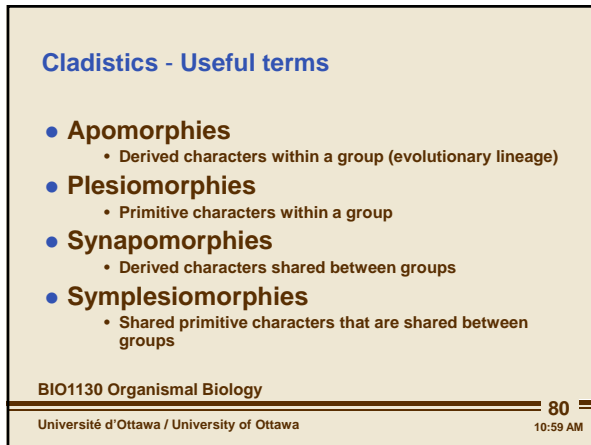 Cladistics - Useful terms
● Apomorphies
• Derived characters within a group (evolutionary lineage)
● Plesiomorphies
• Primitive characters within a group
● Synapomorphies
• Derived characters shared between groups
● Symplesiomorphies
• Shared primitive characters that are shared between
groups
BIO1130 Organismal Biology
80
Université d'Ottawa / University of Ottawa
10:59 AM